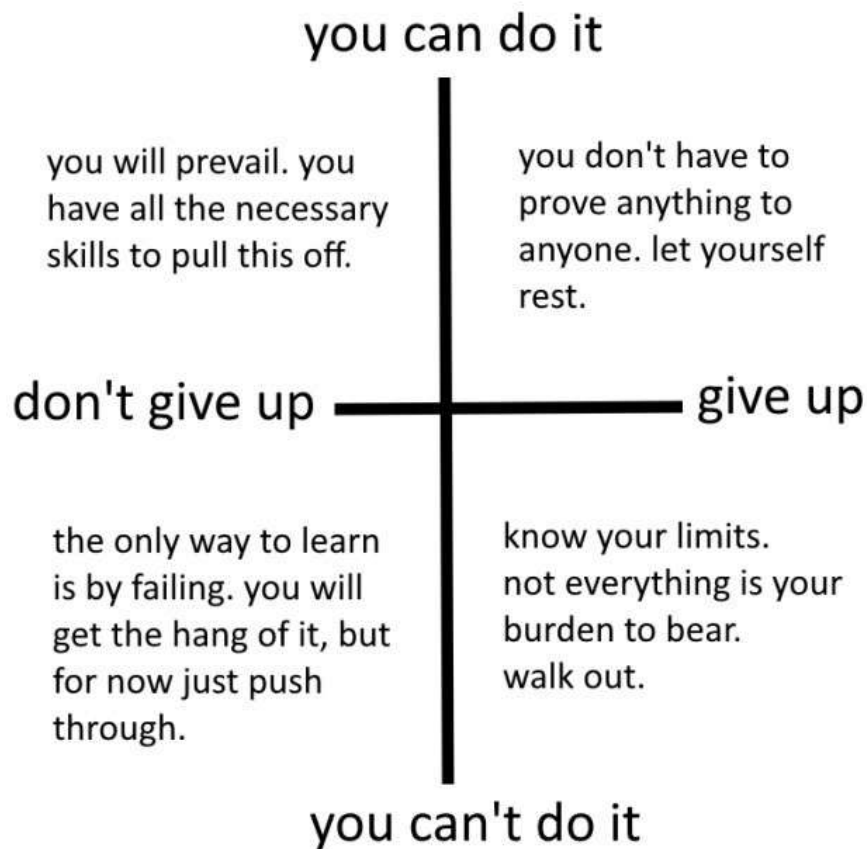 you can do it
you will prevail. you
have all the necessary
skills to pull this off.
you don't have to
prove anything to
anyone. let yourself
rest.
don't give up
give up
the only way to learn
is by failing. you will
get the hang of it, but
for now just push
through.
know your limits.
not everything is your
burden to bear.
walk out.
you can't do it